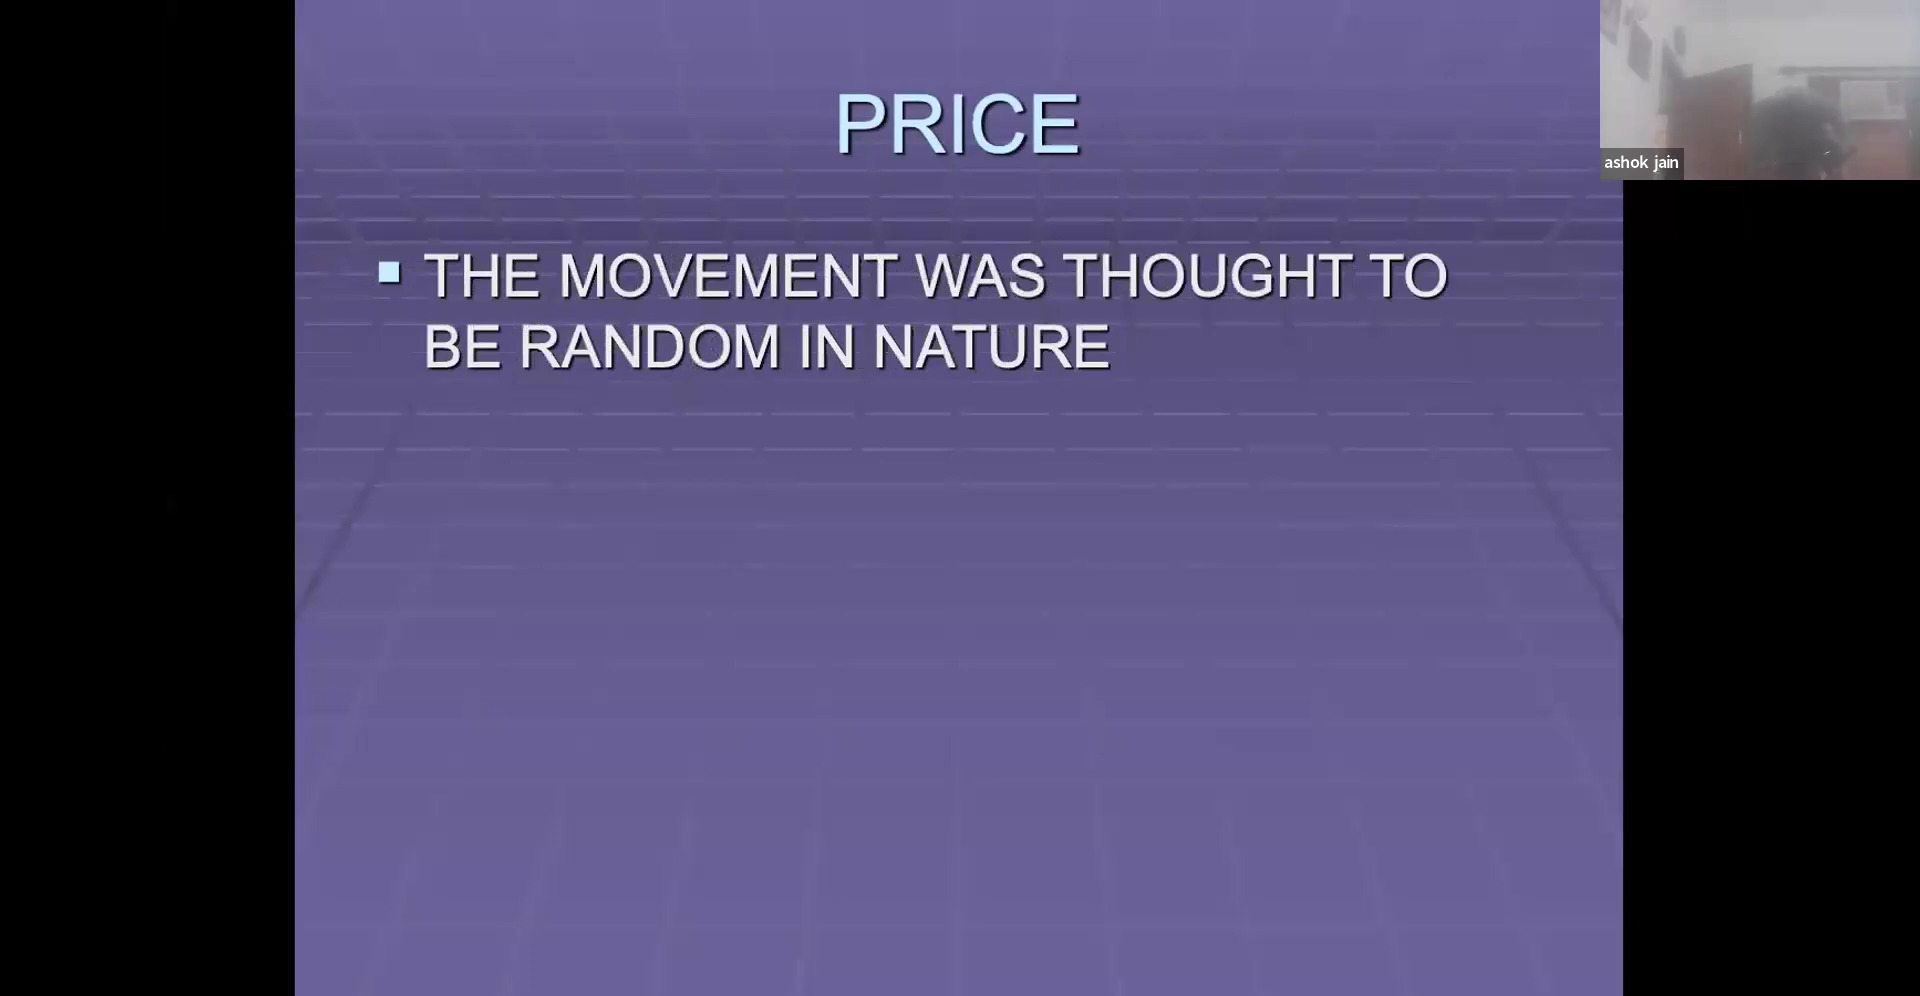 PRICE
THE MOVEMENT WAS THOUGHT TO
BE RANDOM IN NATURE
ashok jain